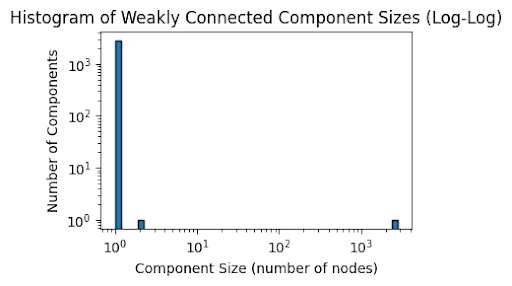 Histogram of Weakly Connected Component Sizes (Log-Log)
Number of Components
10³
10²
10¹
10⁰
10⁰ 10¹ 10² 10³
Component Size (number of nodes)